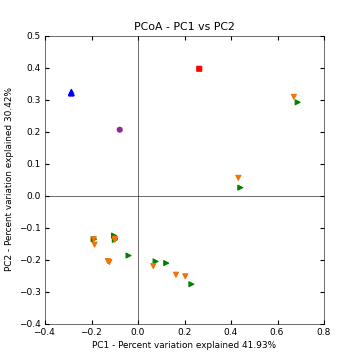 PCoA - PC1 vs PC2
0.5
0.4
0.3
0.2
0.1
0.0
−0.1
−0.2
−0.3
−0.4
PC2 - Percent variation explained 30.42%
−0.4 −0.2 0.0 0.2 0.4 0.6 0.8
PC1 - Percent variation explained 41.93%